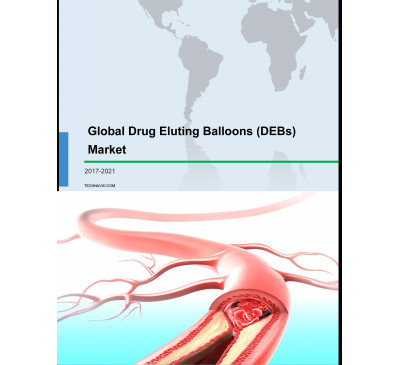 Global Drug Eluting Balloons (DEBs)
Market
2017-2021
TECHNAVIO.COM